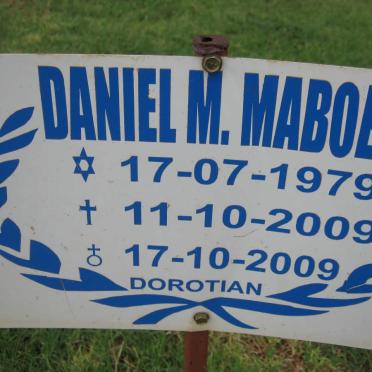 DANIEL M. MABOE
✡ 17-07-1979
✝ 11-10-2009
♁ 17-10-2009
DOROTIAN